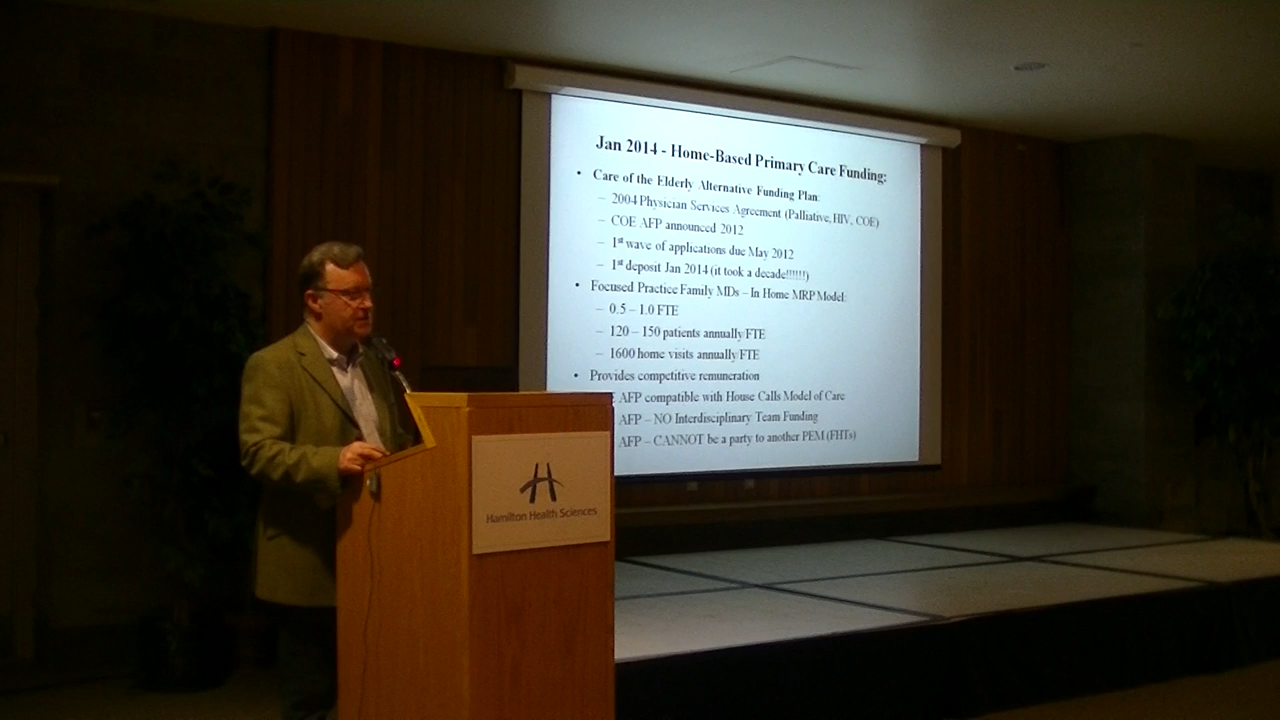 Jan 2014 - Home-Based Primary Care Funding:
• Care of the Elderly Alternative Funding Plan:
– 2004 Physician Services Agreement (Palliative, HIV, COE)
– COE AFP announced 2012
– 1st wave of applications due May 2012
– 1st deposit Jan 2014 (it took a decade!!!!!!)
• Focused Practice Family MDs – In Home MRP Model:
– 0.5 – 1.0 FTE
– 120 – 150 patients annually/FTE
– 1600 home visits annually/FTE
• Provides competitive remuneration
AFP compatible with House Calls Model of Care
AFP – NO Interdisciplinary Team Funding
AFP – CANNOT be a party to another PEM (FHTs)
Hamilton Health Sciences